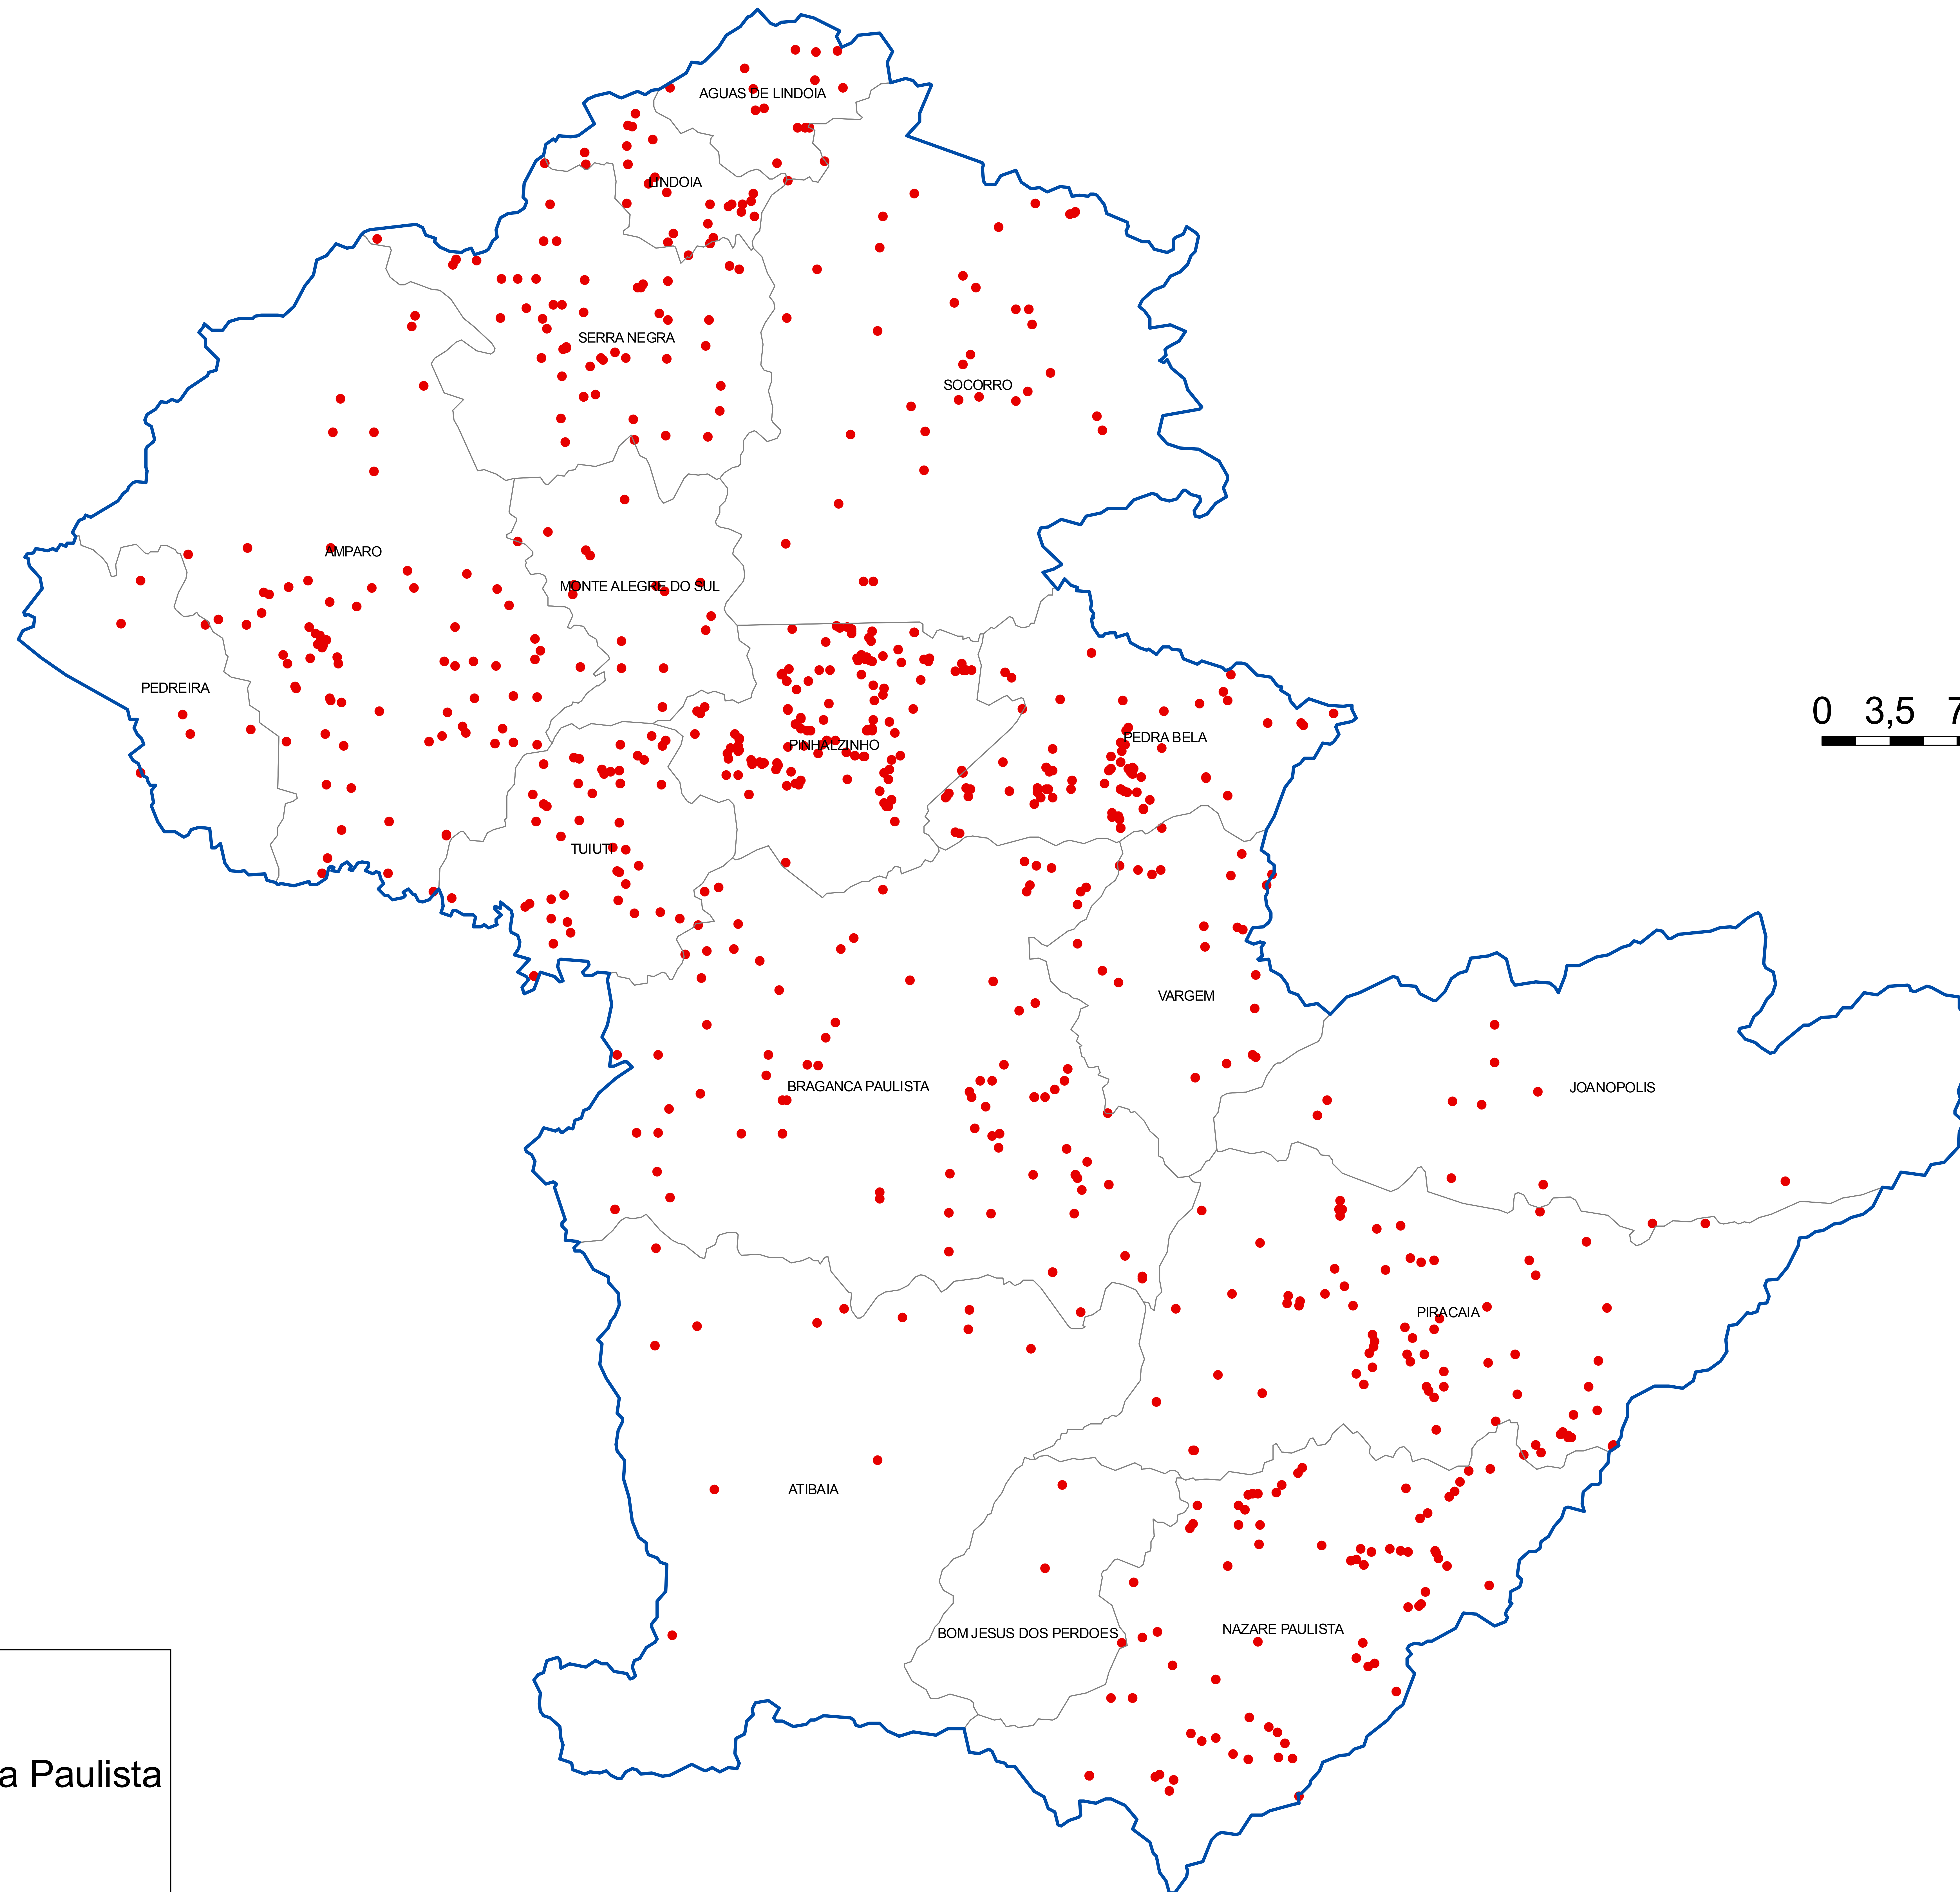 AGUAS DE LINDOIA
LINDOIA
SERRA NEGRA
SOCORRO
AMPARO
MONTE ALEGRE DO SUL
PEDREIRA
0 3,5 7
PEDRA BELA
PINHALZINHO
TUIUTI
VARGEM
BRAGANCA PAULISTA
JOANOPOLIS
PIRACAIA
ATIBAIA
BOM JESUS DOS PERDOES
NAZARE PAULISTA
a Paulista